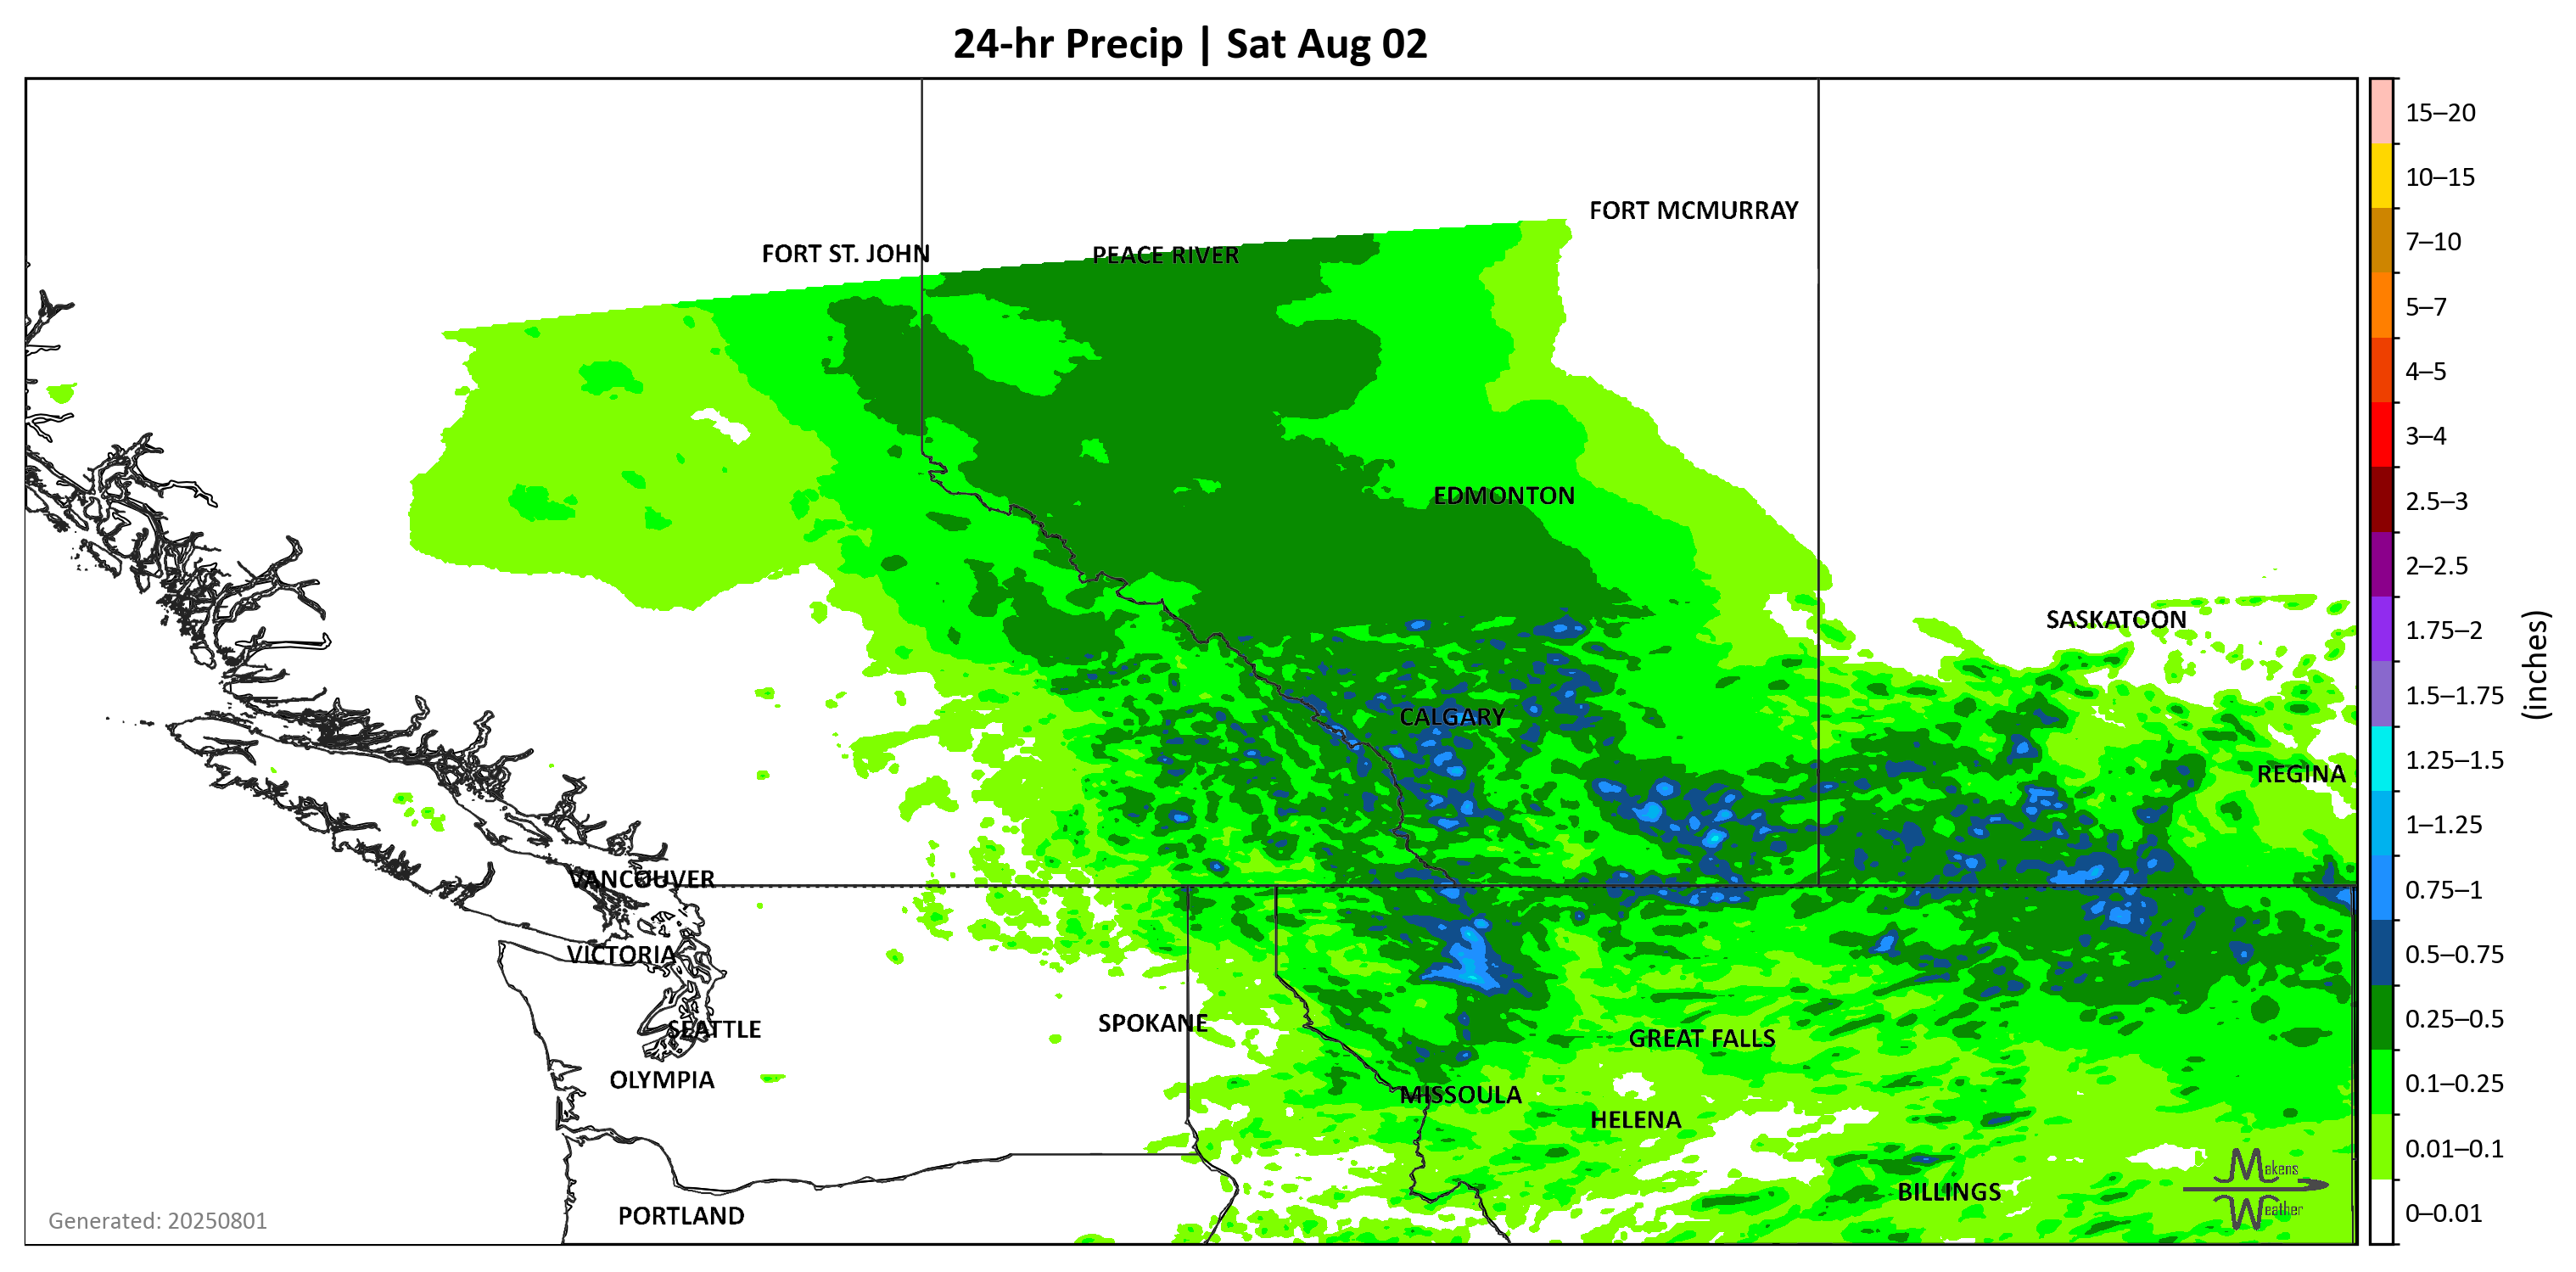 24-hr Precip | Sat Aug 02
15–20
10–15
FORT MCMURRAY
FORT ST. JOHN
PEACE RIVER
7–10
5–7
4–5
3–4
EDMONTON
2.5–3
2–2.5
SASKATOON
1.75–2
(inches)
1.5–1.75
CALGARY
1.25–1.5
REGINA
1–1.25
VANCOUVER
0.75–1
VICTORIA
0.5–0.75
SPOKANE
SEATTLE
0.25–0.5
GREAT FALLS
OLYMPIA
0.1–0.25
MISSOULA
HELENA
0.01–0.1
Makens
Weather
BILLINGS
PORTLAND
0–0.01
Generated: 20250801